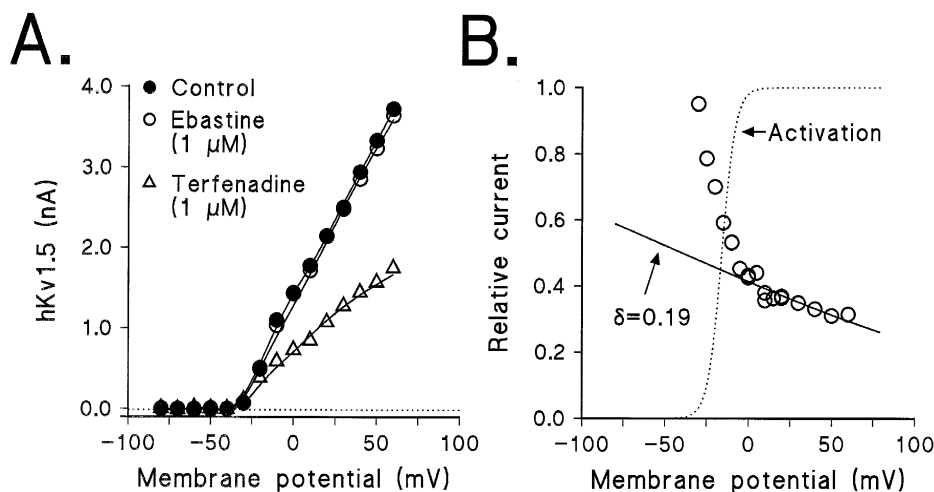 A.
Control
Ebastine
(1 μM)
Terfenadine
(1 μM)
4.0
3.0
2.0
1.0
0.0
hKv1.5 (nA)
−100
−50
0
50
100
Membrane potential (mV)
B.
Activation
δ=0.19
1.0
0.8
0.6
0.4
0.2
0.0
Relative current
−100
−50
0
50
100
Membrane potential (mV)